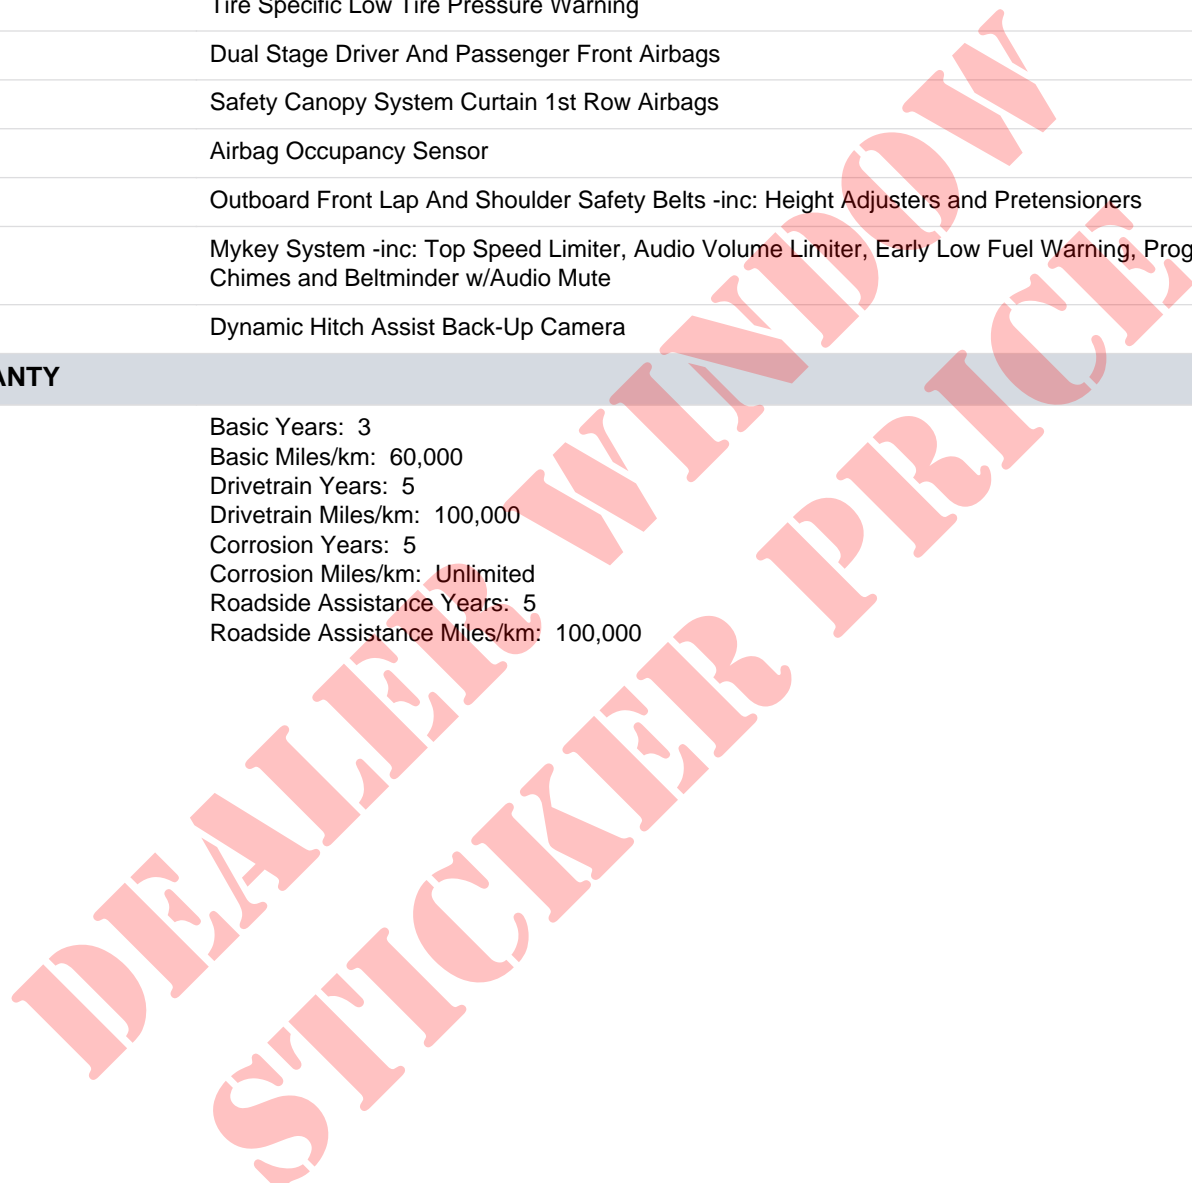 Tire Specific Low Tire Pressure Warning
Dual Stage Driver And Passenger Front Airbags
Safety Canopy System Curtain 1st Row Airbags
Airbag Occupancy Sensor
Outboard Front Lap And Shoulder Safety Belts -inc: Height Adjusters and Pretensioners
Mykey System -inc: Top Speed Limiter, Audio Volume Limiter, Early Low Fuel Warning, Prog
Chimes and Beltminder w/Audio Mute
Dynamic Hitch Assist Back-Up Camera
ANTY
Basic Years: 3
Basic Miles/km: 60,000
Drivetrain Years: 5
Drivetrain Miles/km: 100,000
Corrosion Years: 5
Corrosion Miles/km: Unlimited
Roadside Assistance Years: 5
Roadside Assistance Miles/km: 100,000
DEALER WINDOW
STICKER PRICE